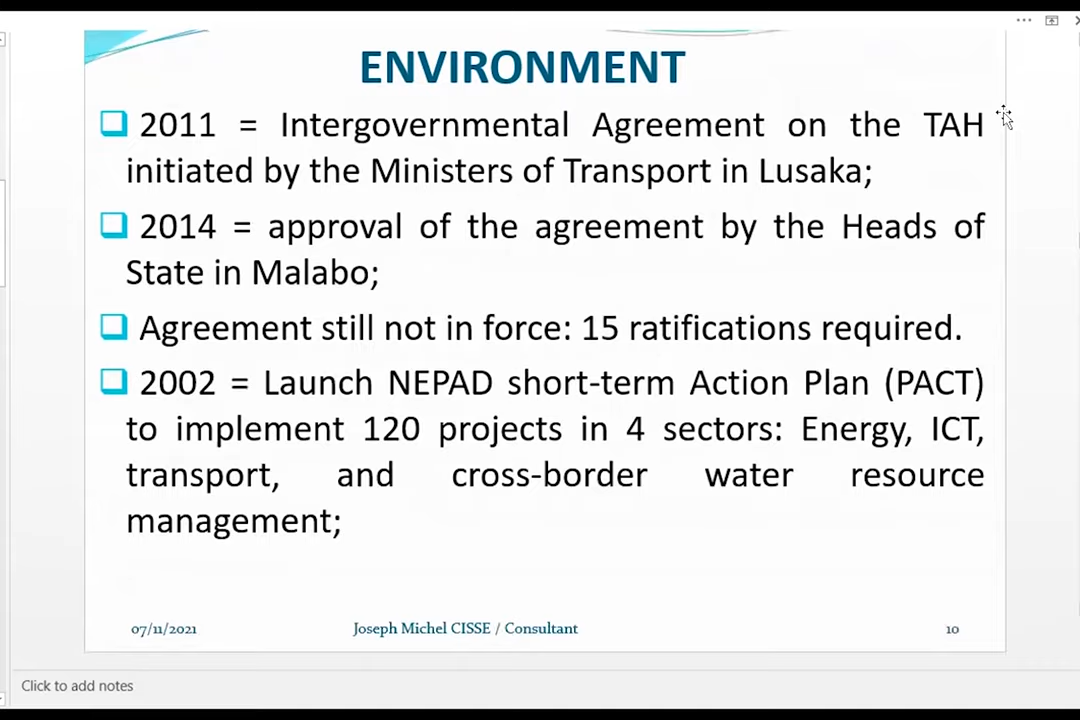 ENVIRONMENT
2011 = Intergovernmental Agreement on the TAH
initiated by the Ministers of Transport in Lusaka;
2014 = approval of the agreement by the Heads of
State in Malabo;
Agreement still not in force: 15 ratifications required.
2002 = Launch NEPAD short-term Action Plan (PACT)
to implement 120 projects in 4 sectors: Energy, ICT,
transport, and cross-border water resource
management;
07/11/2021 Joseph Michel CISSE / Consultant 10
Click to add notes